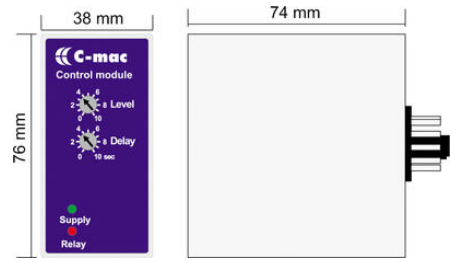 38 mm
74 mm
76 mm
C-mac
Control module
4 6
2 8 Level
0 10
4 6
2 8 Delay
0 10 sec
Supply
Relay